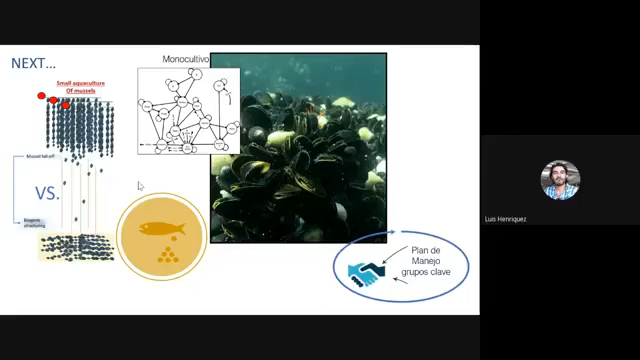 NEXT...
Small aquaculture
Of mussels
Monocultivo
Mussel fall-off
VS.
Biogenic
structuring
Plan de
Manejo
grupos clave
Luis Henriquez